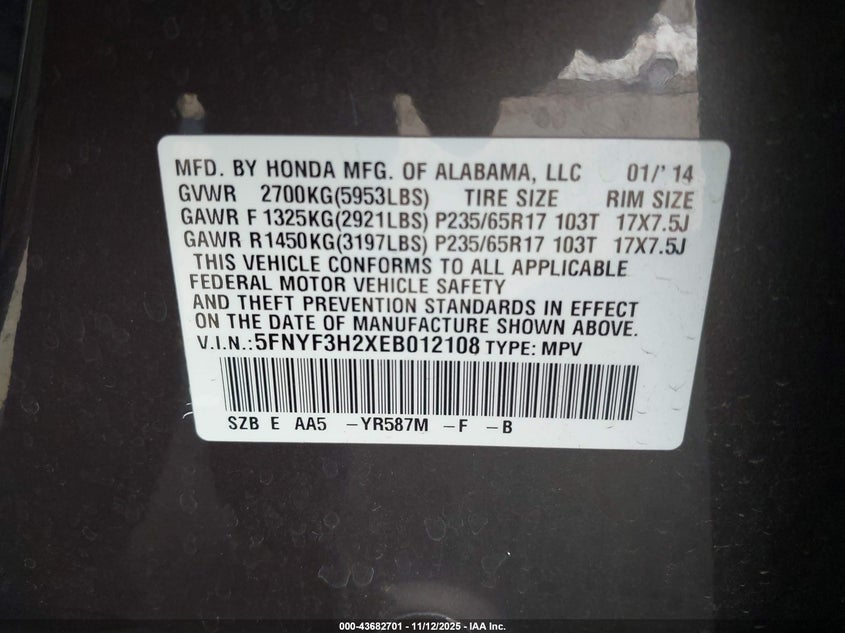 MFD. BY HONDA MFG. OF ALABAMA, LLC 01/'14
GVWR 2700KG(5953LBS) TIRE SIZE RIM SIZE
GAWR F 1325KG(2921LBS) P235/65R17 103T 17X7.5J
GAWR R1450KG(3197LBS) P235/65R17 103T 17X7.5J
THIS VEHICLE CONFORMS TO ALL APPLICABLE
FEDERAL MOTOR VEHICLE SAFETY
AND THEFT PREVENTION STANDARDS IN EFFECT
ON THE DATE OF MANUFACTURE SHOWN ABOVE.
V.I.N.:5FNYF3H2XEB012108 TYPE: MPV
SZB E AA5 -YR587M -F -B
000-43682701 - 11/12/2025 - IAA Inc.